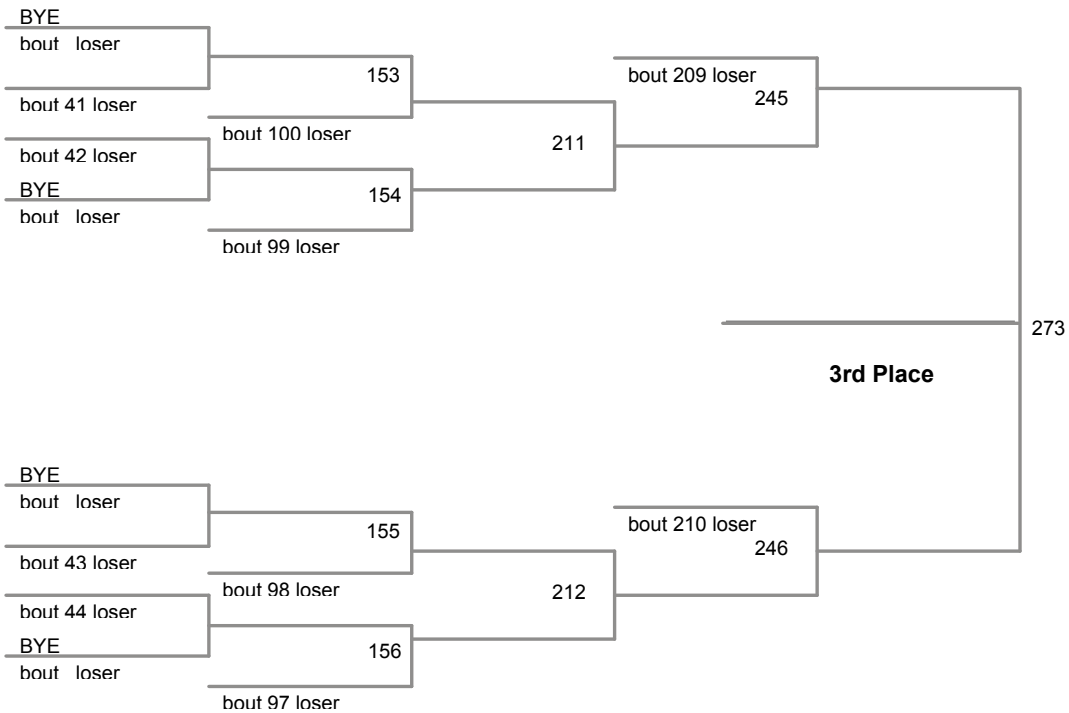 BYE
bout loser
153
bout 209 loser
245
bout 41 loser
bout 100 loser
211
bout 42 loser
BYE
bout loser
154
bout 99 loser
273
3rd Place
BYE
bout loser
155
bout 210 loser
246
bout 43 loser
bout 98 loser
212
bout 44 loser
BYE
bout loser
156
bout 97 loser